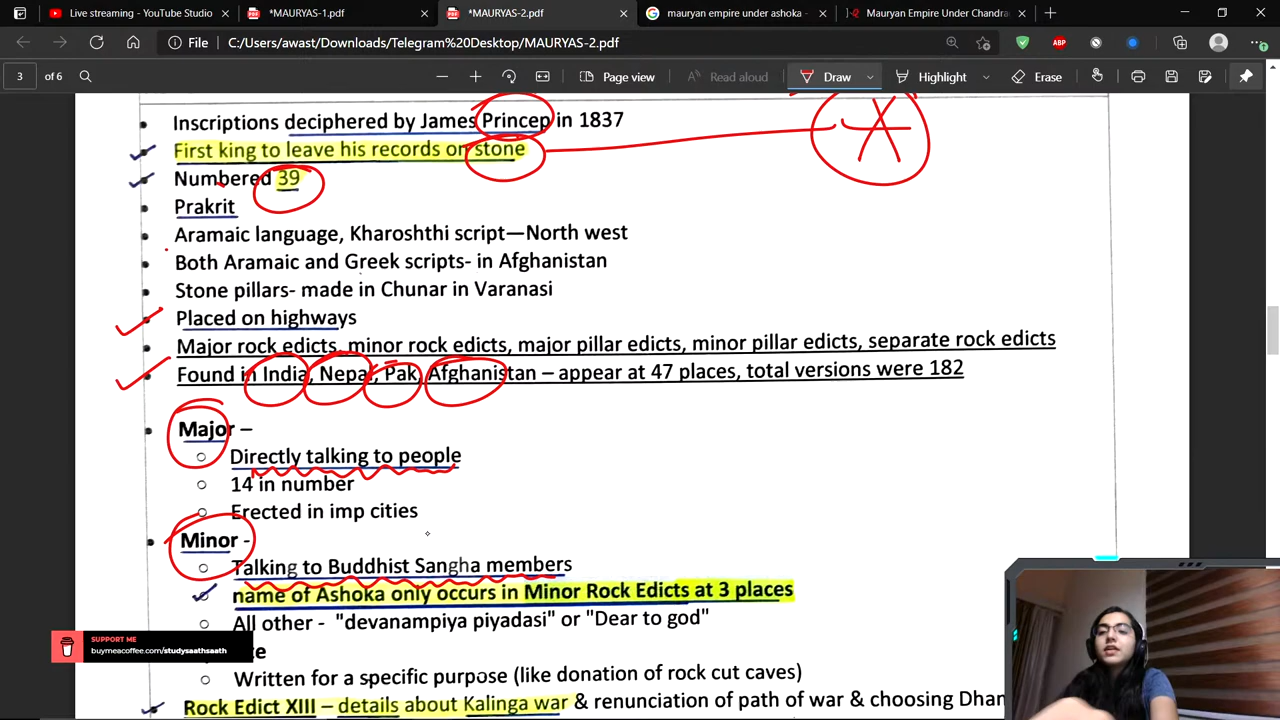 Live streaming - YouTube Studio
*MAURYAS-1.pdf
*MAURYAS-2.pdf
mauryan empire under ashoka -
Mauryan Empire Under Chandra
File
C:/Users/awast/Downloads/Telegram%20Desktop/MAURYAS-2.pdf
3 of 6
Page view
Read aloud
Draw
Highlight
Erase
Inscriptions deciphered by James Princep in 1837
First king to leave his records on stone
Numbered 39
Prakrit
Aramaic language, Kharoshthi script—North west
Both Aramaic and Greek scripts- in Afghanistan
Stone pillars- made in Chunar in Varanasi
Placed on highways
Major rock edicts, minor rock edicts, major pillar edicts, minor pillar edicts, separate rock edicts
Found in India, Nepal, Pak, Afghanistan – appear at 47 places, total versions were 182
Major –
Directly talking to people
14 in number
Erected in imp cities
Minor -
Talking to Buddhist Sangha members
name of Ashoka only occurs in Minor Rock Edicts at 3 places
All other - "devanampiya piyadasi" or "Dear to god"
Written for a specific purpose (like donation of rock cut caves)
Rock Edict XIII – details about Kalinga war & renunciation of path of war & choosing Dham
SUPPORT ME
buymeacoffee.com/studysaathsaath
ABP